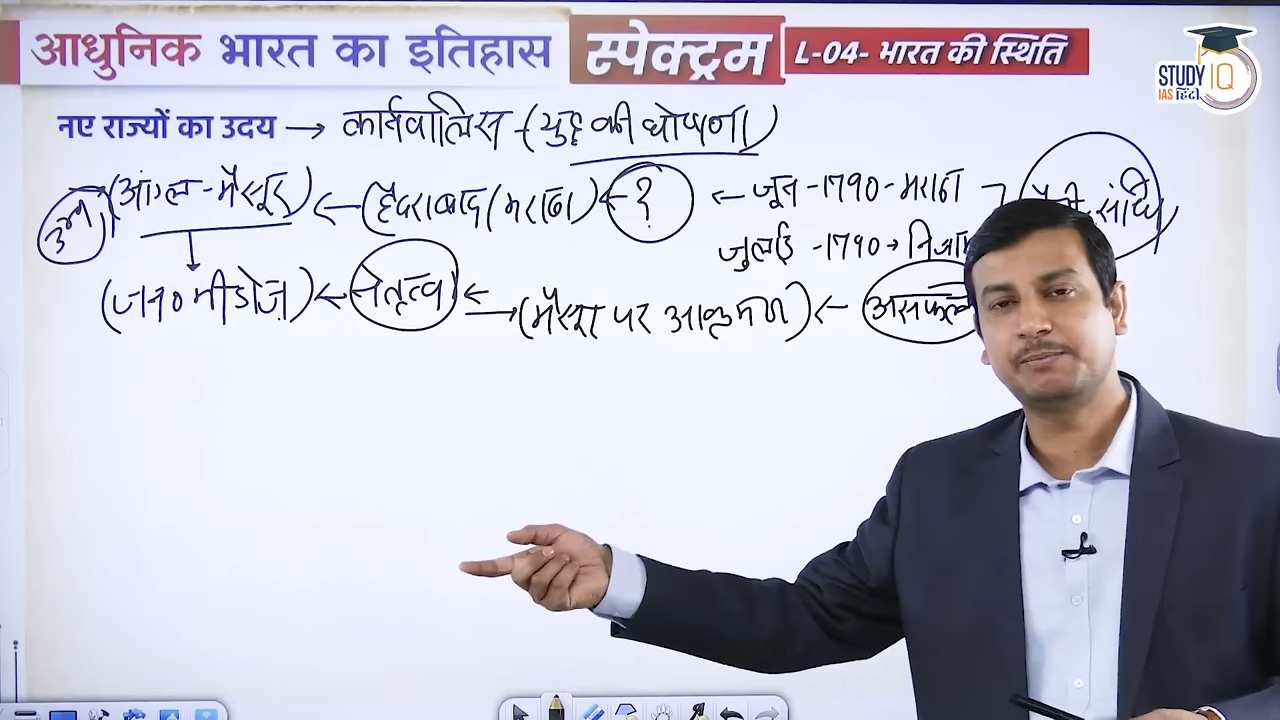 आधुनिक भारत का इतिहास स्पेक्ट्रम L-04- भारत की स्थिति
STUDY IQ
IAS हिंदी
नए राज्यों का उदय → कार्नवालिस - (युद्ध की घोषणा)
3rd (आंग्ल - मैसूर) ← (हैदराबाद/मराठा) ← ? ← जून - 1790 - मराठा संधि
जुलाई - 1790 → निजाम
(जन० मीडोज) ← नेतृत्व ← → (मैसूर पर आक्रमण) ← असफल